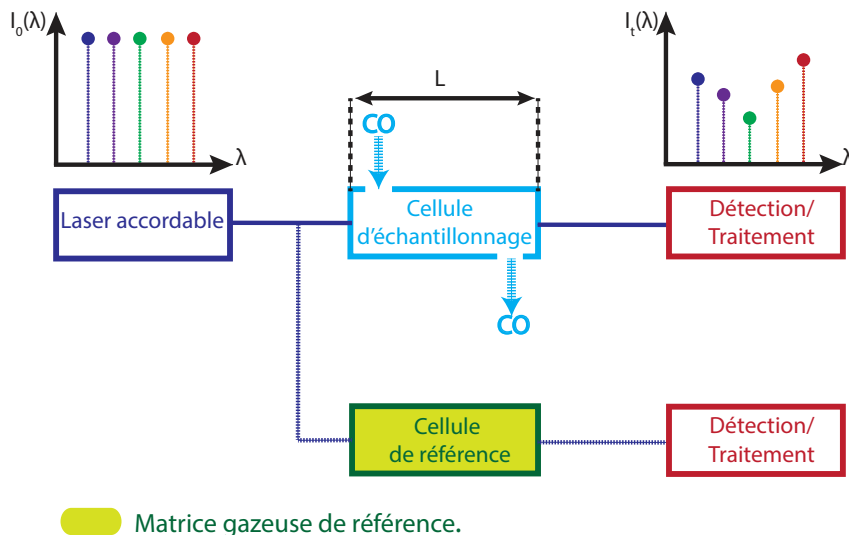 I₀(λ)
λ
L
CO
Iₜ(λ)
λ
Laser accordable
Cellule
d'échantillonnage
Détection/
Traitement
CO
Cellule
de référence
Détection/
Traitement
Matrice gazeuse de référence.